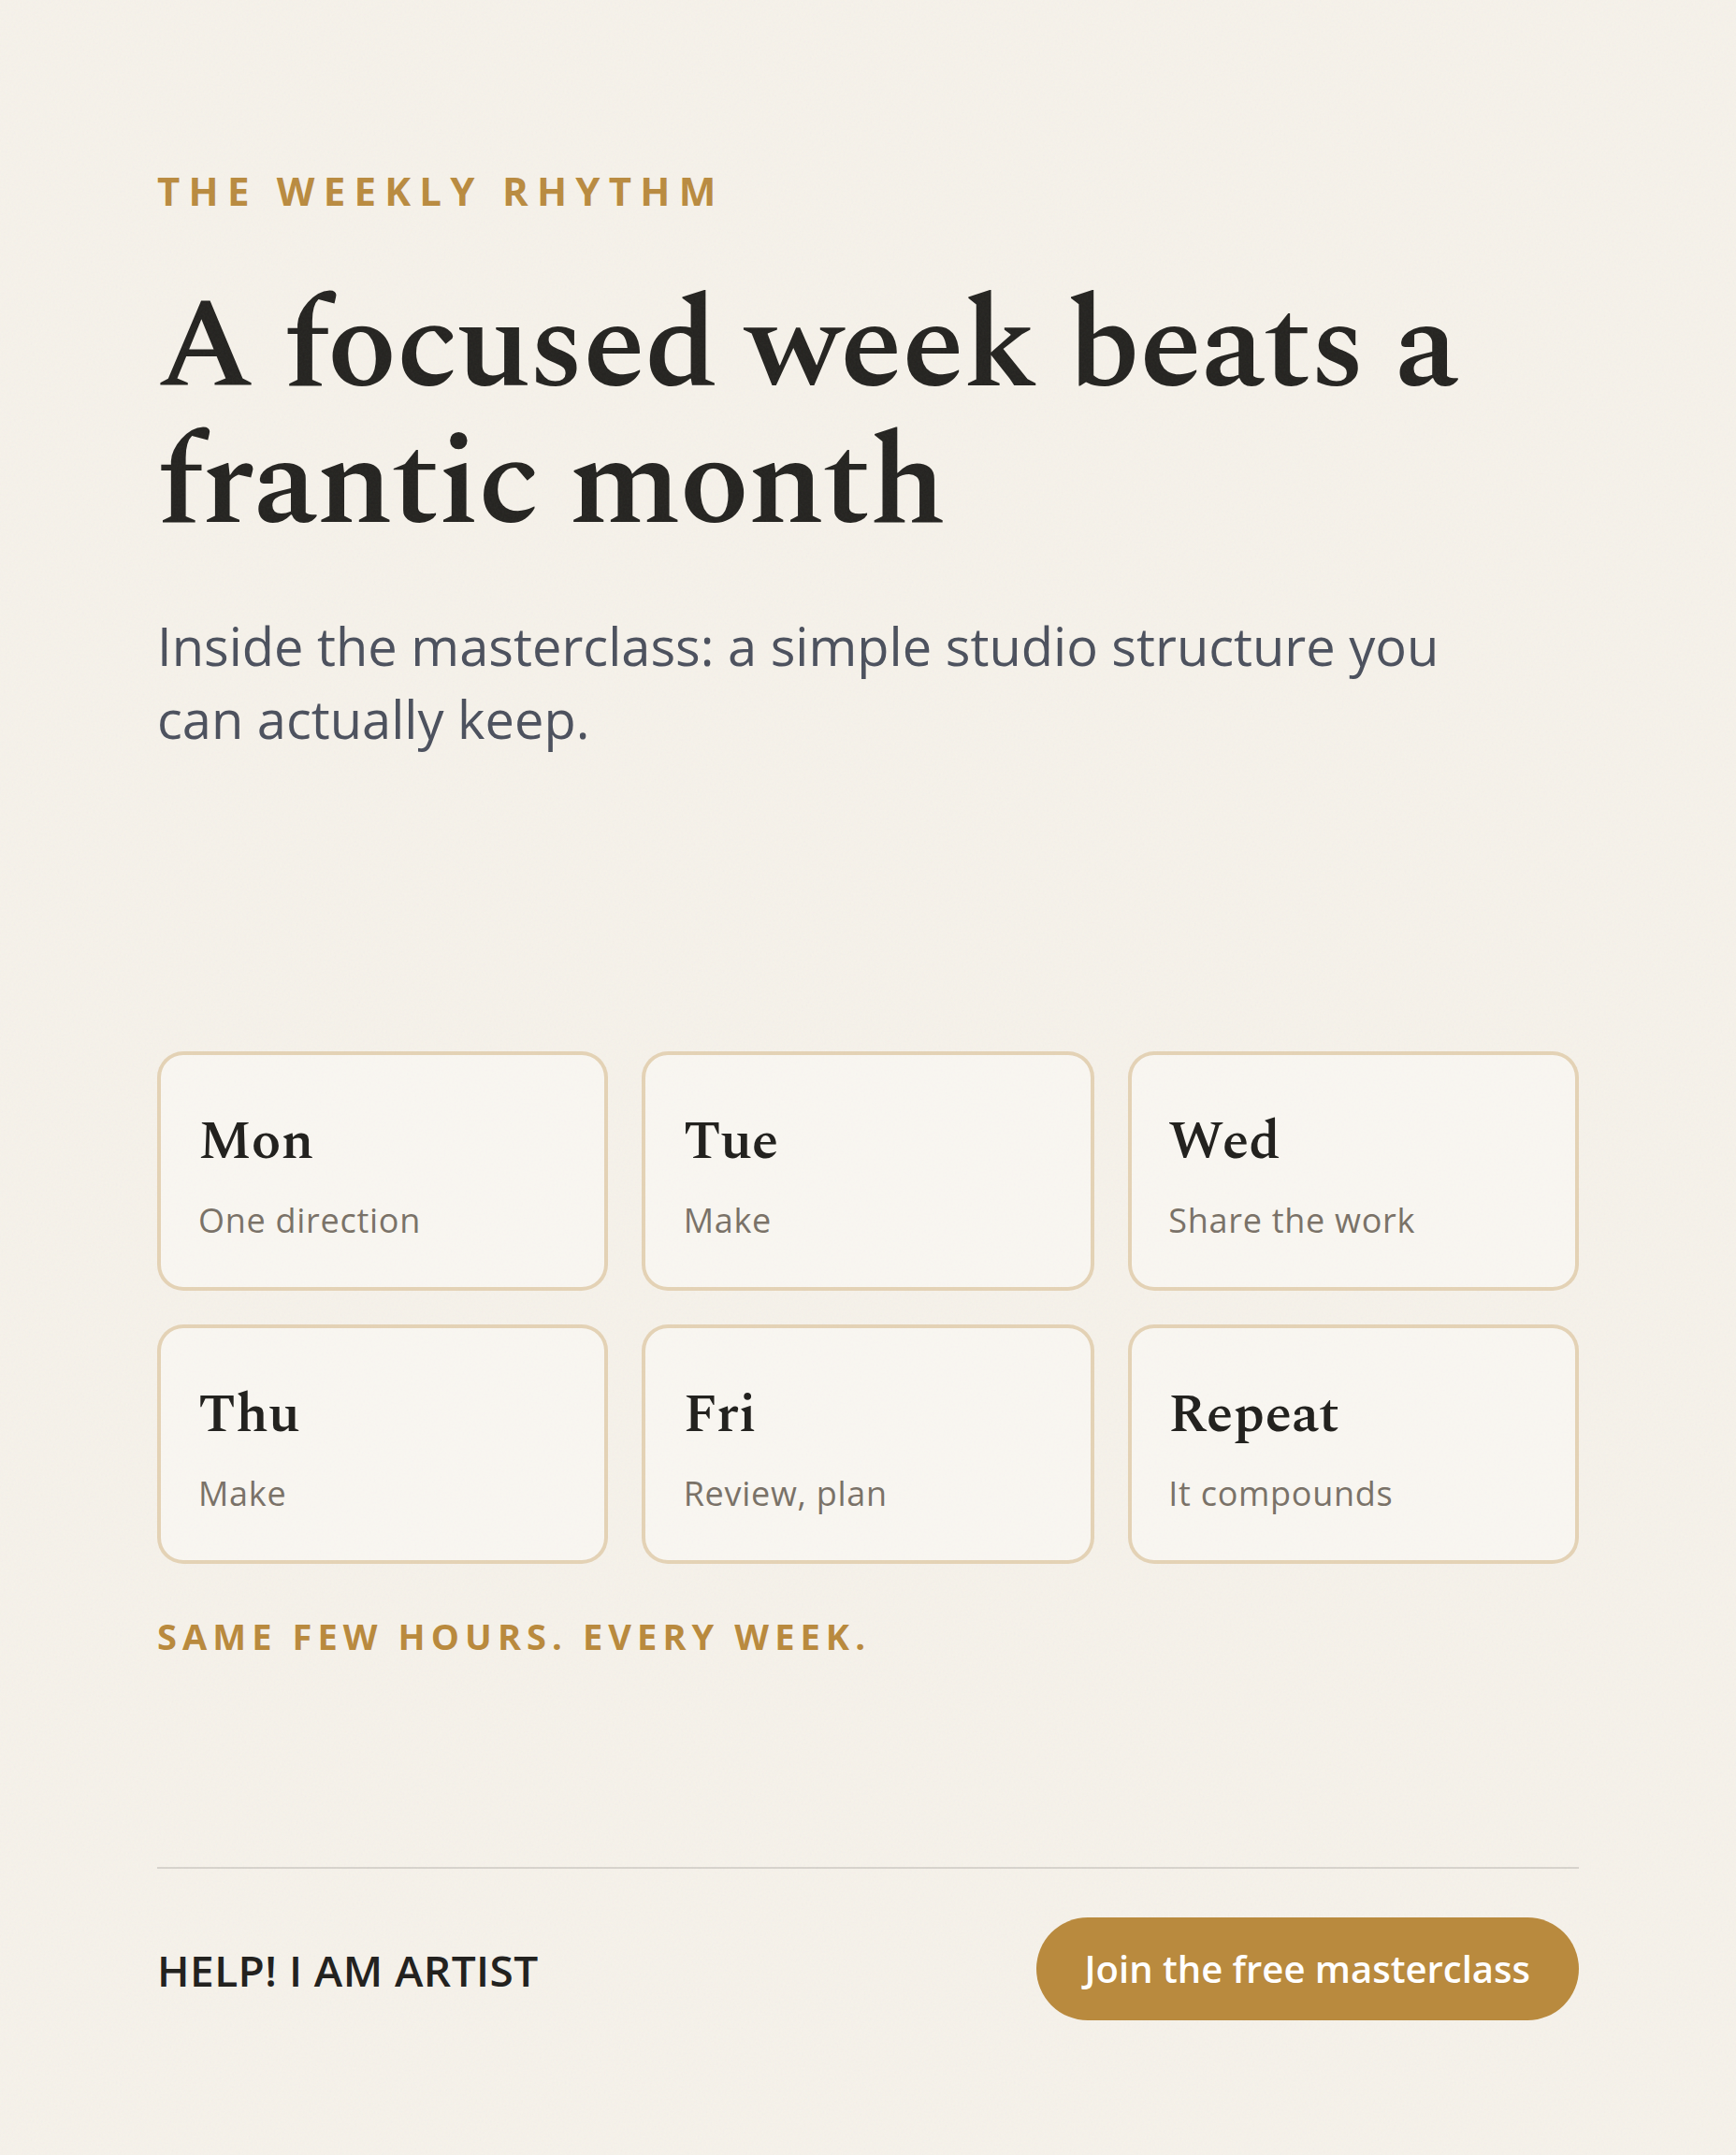 THE WEEKLY RHYTHM
A focused week beats a
frantic month
Inside the masterclass: a simple studio structure you
can actually keep.
Mon
One direction
Tue
Make
Wed
Share the work
Thu
Make
Fri
Review, plan
Repeat
It compounds
SAME FEW HOURS. EVERY WEEK.
HELP! I AM ARTIST
Join the free masterclass